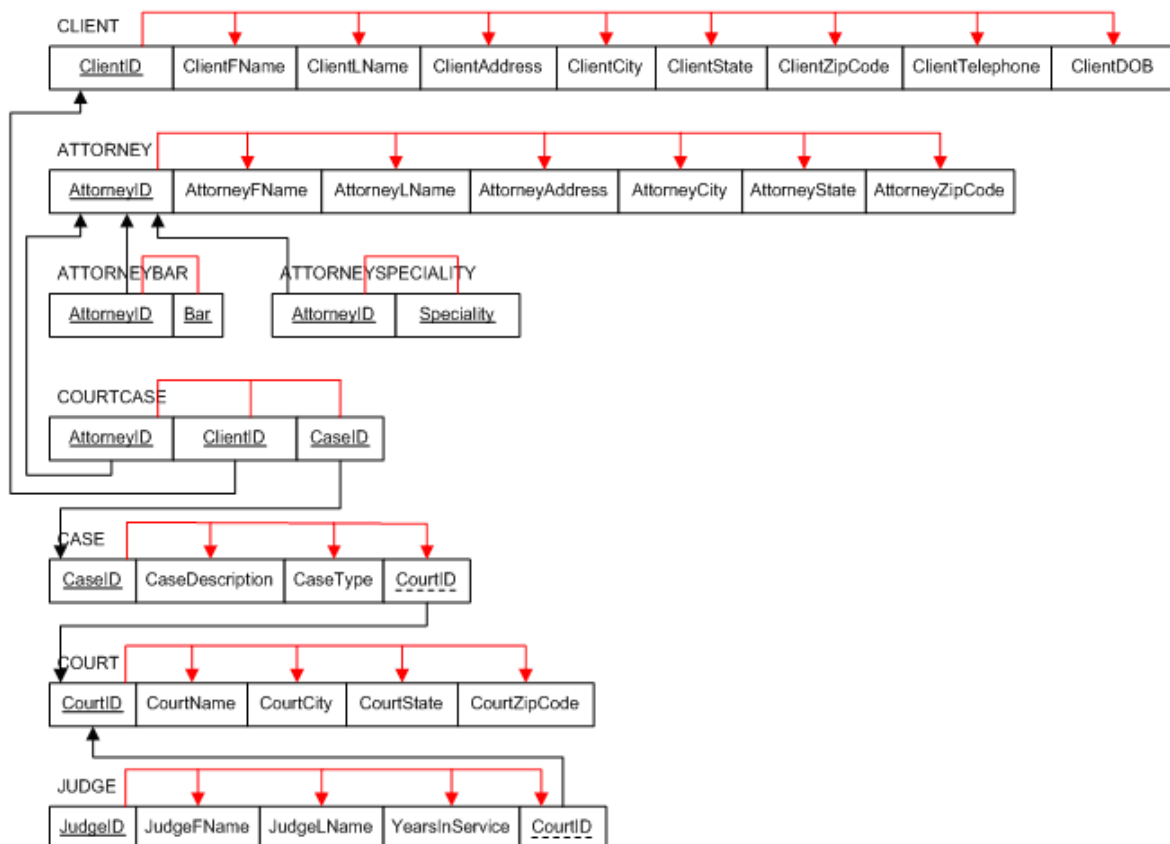 CLIENT
ClientID ClientFName ClientLName ClientAddress ClientCity ClientState ClientZipCode ClientTelephone ClientDOB
ATTORNEY
AttorneyID AttorneyFName AttorneyLName AttorneyAddress AttorneyCity AttorneyState AttorneyZipCode
ATTORNEYBAR ATTORNEYSPECIALITY
AttorneyID Bar AttorneyID Speciality
COURTCASE
AttorneyID ClientID CaseID
CASE
CaseID CaseDescription CaseType CourtID
COURT
CourtID CourtName CourtCity CourtState CourtZipCode
JUDGE
JudgeID JudgeFName JudgeLName YearsInService CourtID